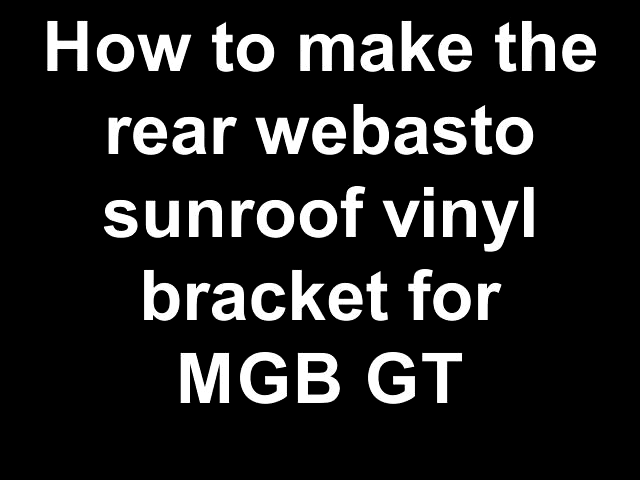 How to make the
rear webasto
sunroof vinyl
bracket for
MGB GT